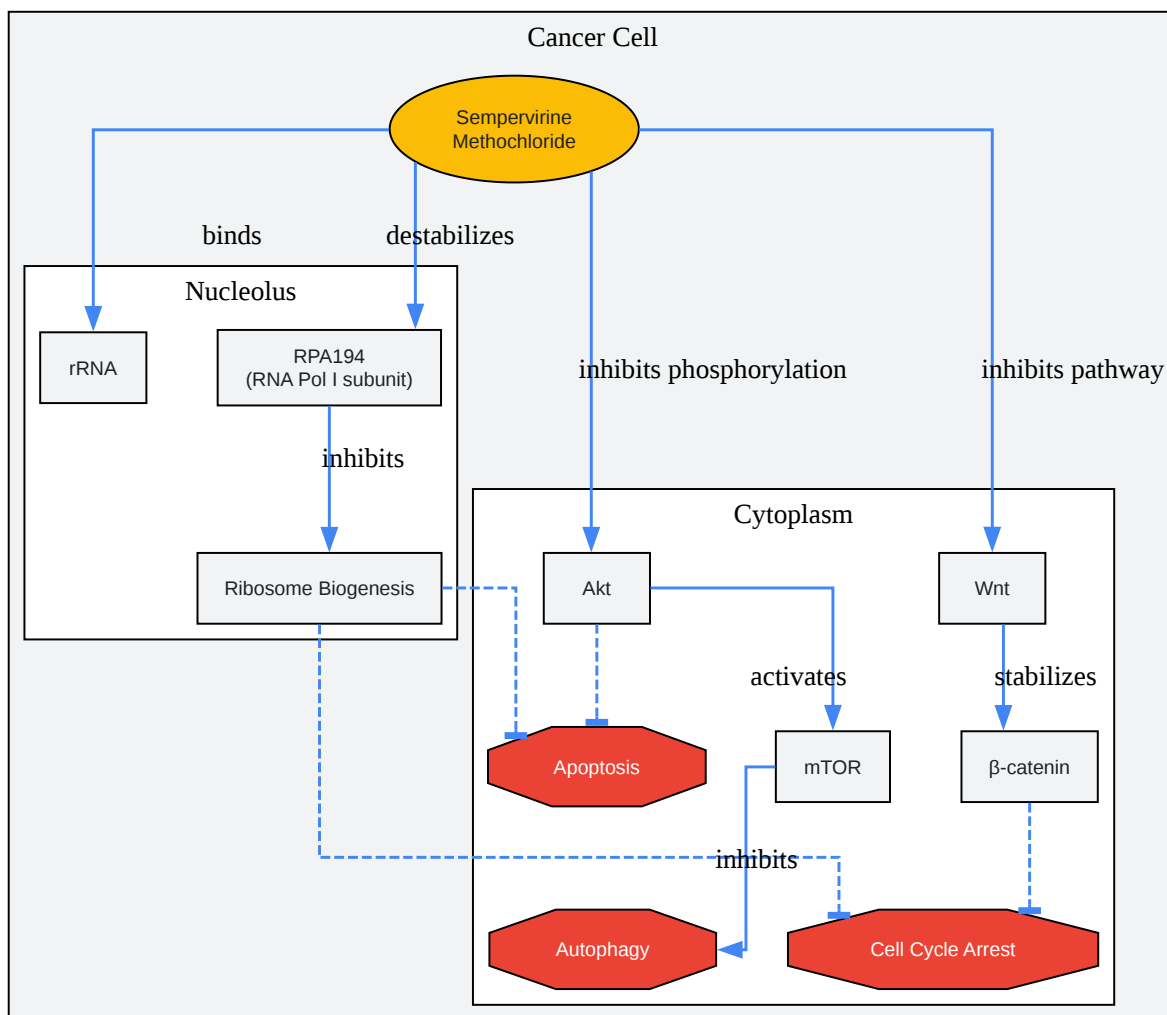 Cancer Cell
Sempervirine
Methochloride
binds
destabilizes
Nucleolus
rRNA
RPA194
(RNA Pol I subunit)
inhibits phosphorylation
inhibits pathway
inhibits
Cytoplasm
Ribosome Biogenesis
Akt
Wnt
activates
stabilizes
Apoptosis
mTOR
β-catenin
inhibits
Autophagy
Cell Cycle Arrest